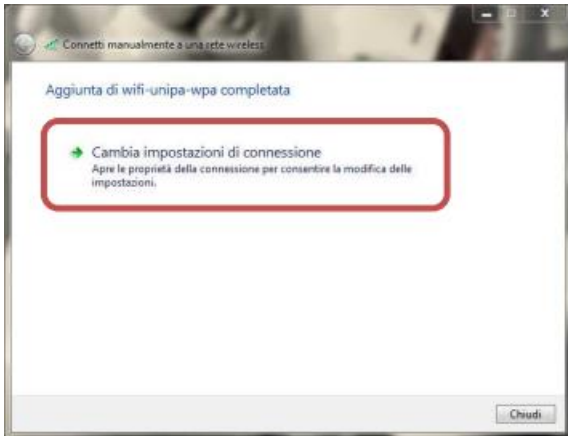 Connetti manualmente a una rete wireless
Aggiunta di wifi-unipa-wpa completata
Cambia impostazioni di connessione
Apre le proprietà della connessione per consentire la modifica delle
impostazioni.
Chiudi